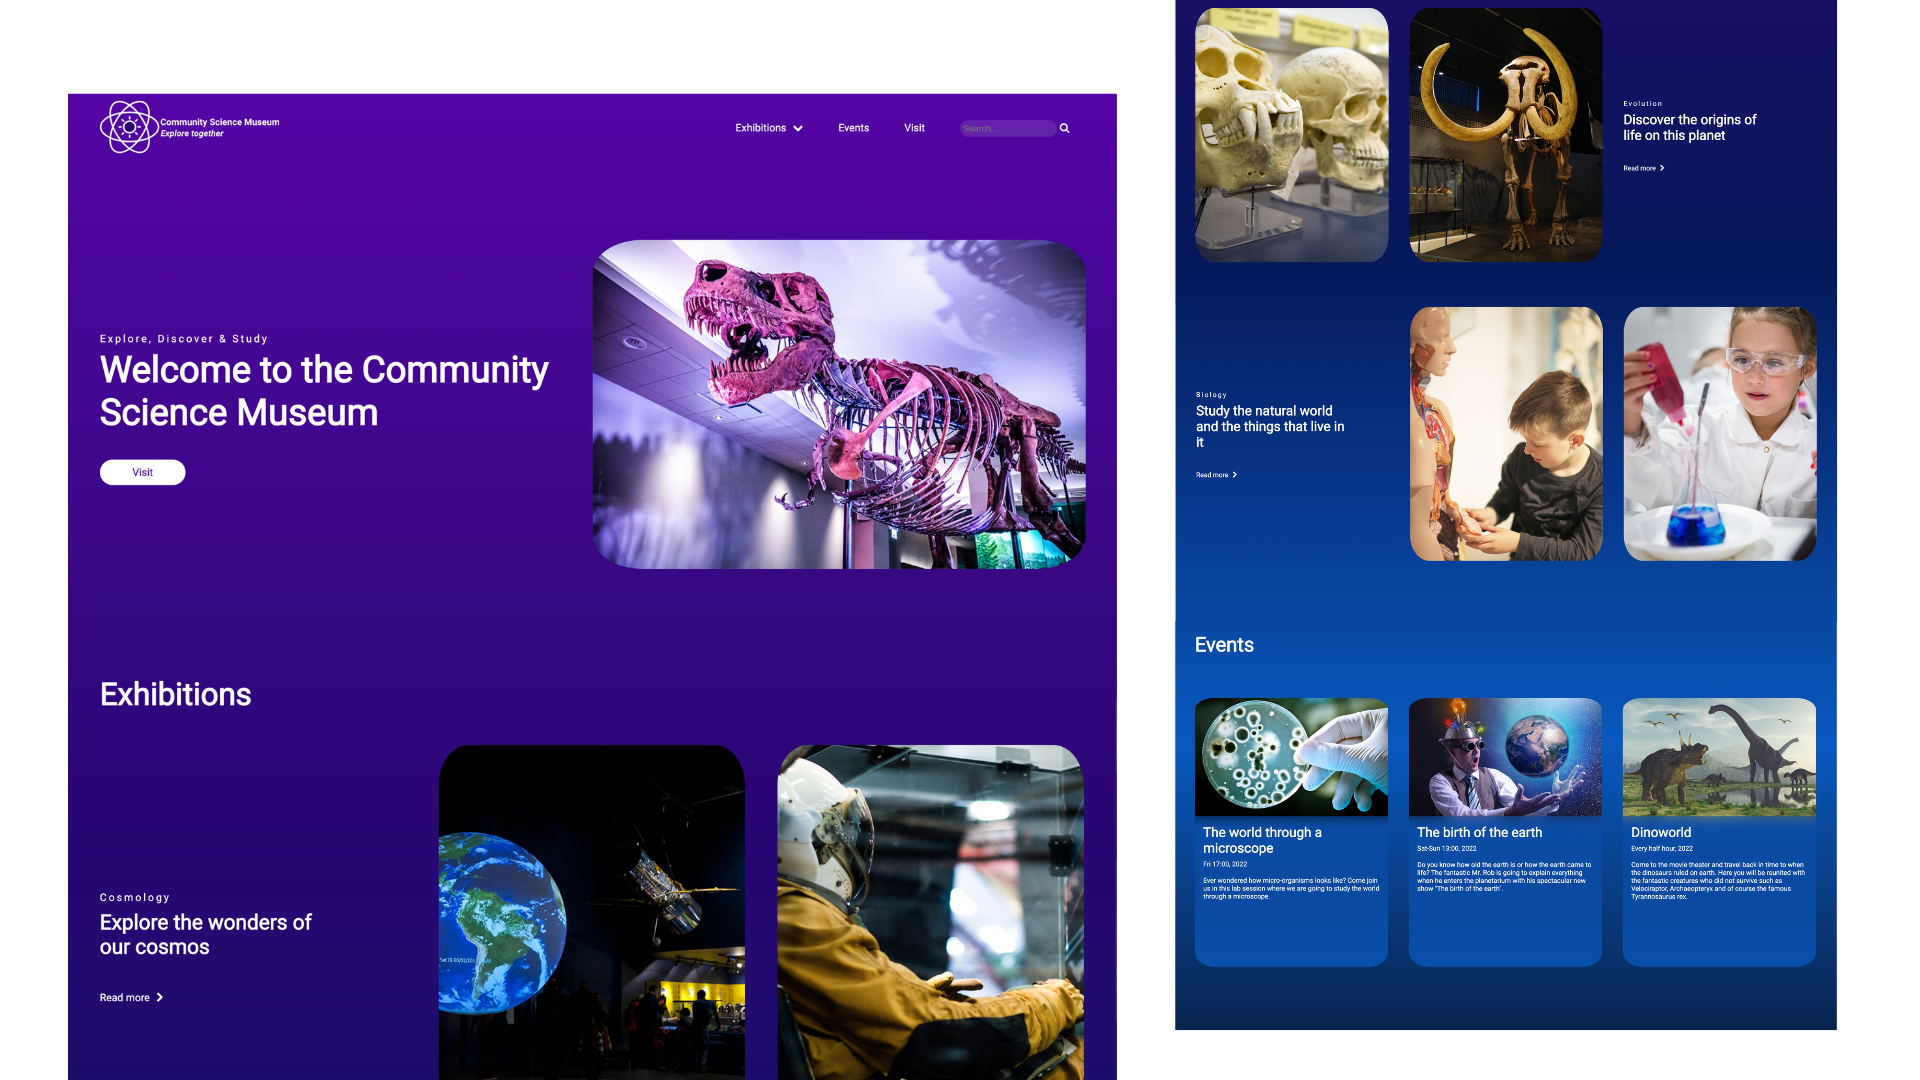 Community Science Museum
Explore together
Exhibitions
Events
Visit
Search...
Explore, Discover & Study
Welcome to the Community
Science Museum
Visit
Exhibitions
Cosmology
Explore the wonders of
our cosmos
Read more
Evolution
Discover the origins of
life on this planet
Read more
Biology
Study the natural world
and the things that live in
it
Read more
Events
The world through a
microscope
Fri 17:00, 2022
Ever wondered how micro-organisms looks like? Come join
us in this lab session where we are going to study the world
through a microscope.
The birth of the earth
Sat-Sun 13:00, 2022
Do you know how old the earth is or how the earth came to
life? The fantastic Mr. Rob is going to explain everything
when he enters the planetarium with his spectacular new
show "The birth of the earth'.
Dinoworld
Every half hour, 2022
Come to the movie theater and travel back in time to when
the dinosaurs ruled on earth. Here you will be reunited with
the fantastic creatures who did not survive such as
Velociraptor, Archaeopteryx and of course the famous
Tyrannosaurus rex.